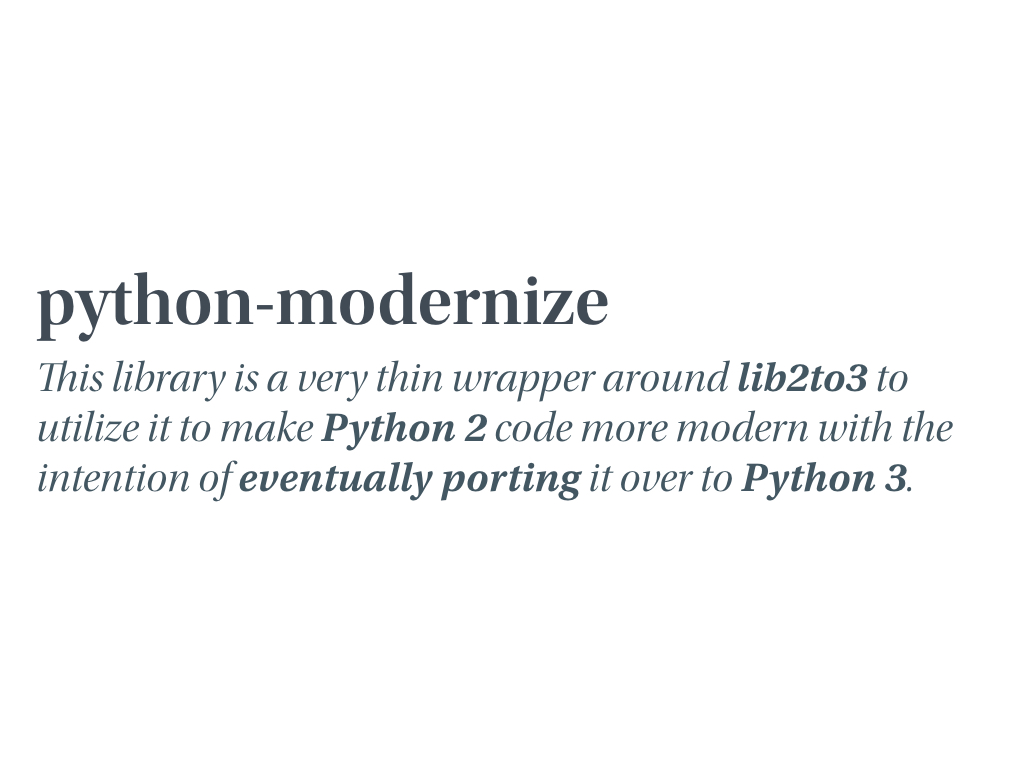 python-modernize
This library is a very thin wrapper around lib2to3 to
utilize it to make Python 2 code more modern with the
intention of eventually porting it over to Python 3.